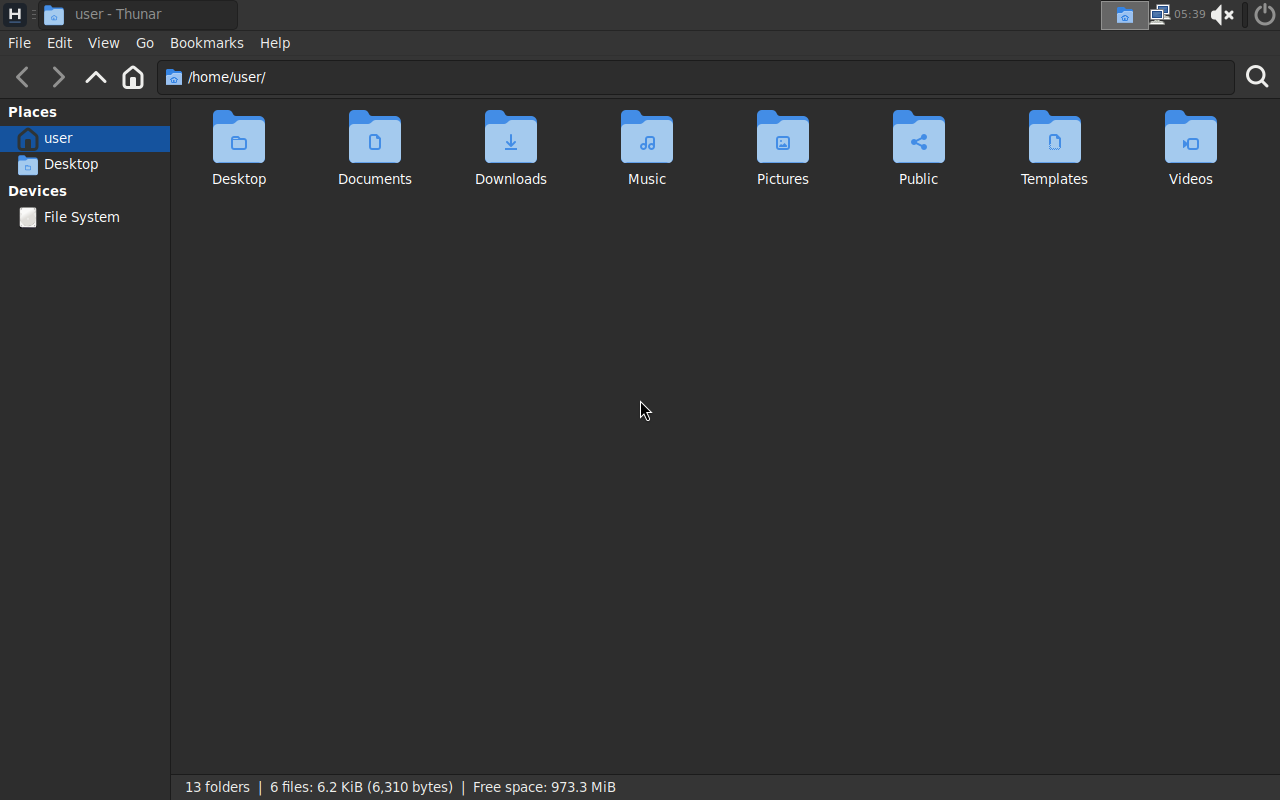 user - Thunar
05:39
File Edit View Go Bookmarks Help
/home/user/
Places
user
Desktop
Devices
File System
Desktop Documents Downloads Music Pictures Public Templates Videos
13 folders | 6 files: 6.2 KiB (6,310 bytes) | Free space: 973.3 MiB